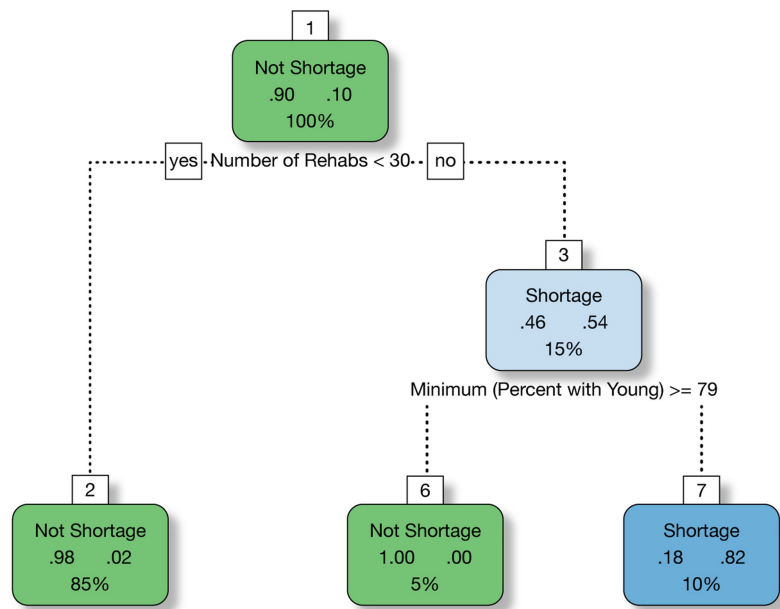 1
Not Shortage
.90 .10
100%
yes Number of Rehabs < 30 no
3
Shortage
.46 .54
15%
Minimum (Percent with Young) >= 79
2
Not Shortage
.98 .02
85%
6
Not Shortage
1.00 .00
5%
7
Shortage
.18 .82
10%